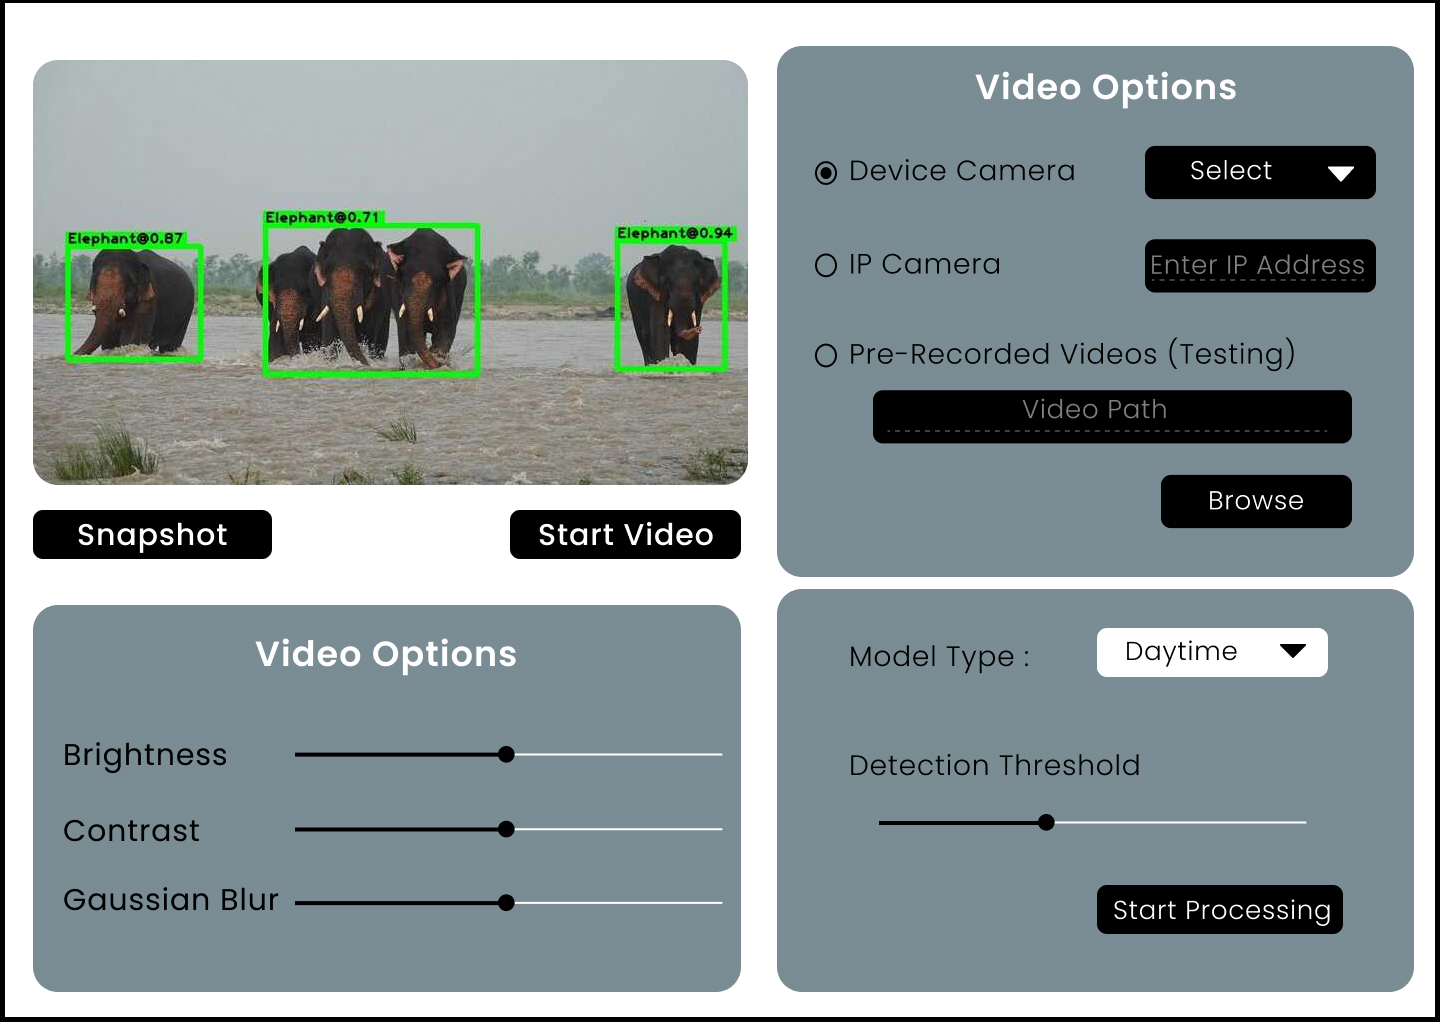 Elephant@0.87
Elephant@0.71
Elephant@0.94
Snapshot
Start Video
Video Options
Device Camera
Select
IP Camera
Enter IP Address
Pre-Recorded Videos (Testing)
Video Path
Browse
Video Options
Brightness
Contrast
Gaussian Blur
Model Type :
Daytime
Detection Threshold
Start Processing